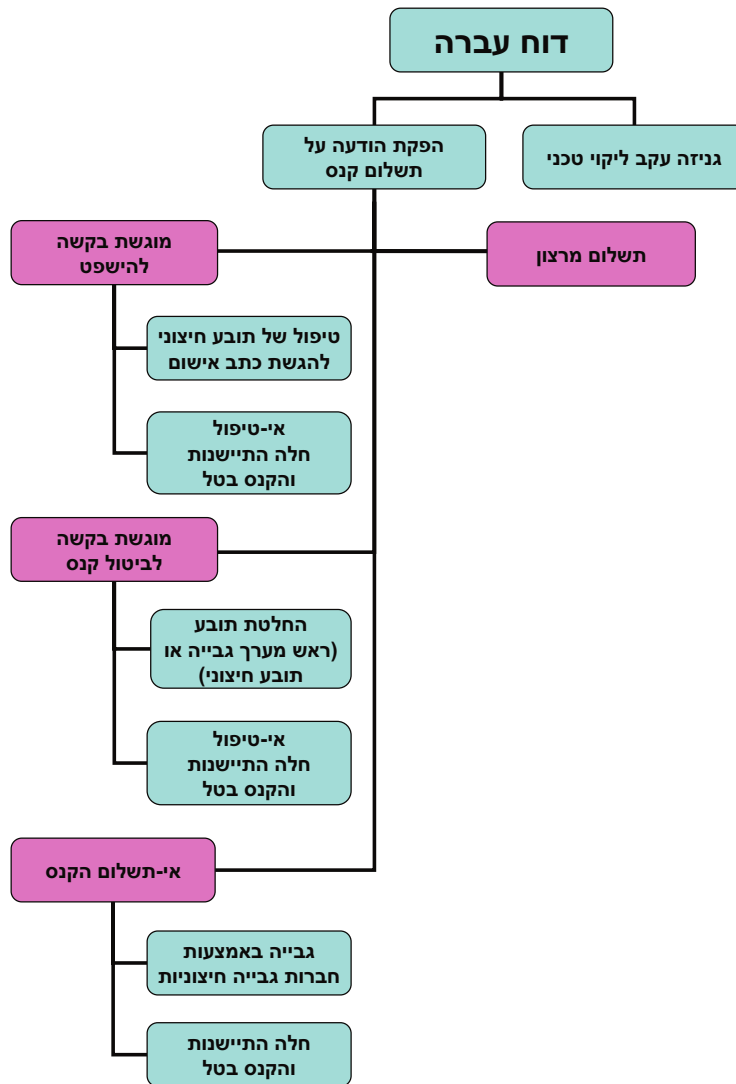 דוח עברה
גניזה עקב ליקוי טכני
הפקת הודעה על
תשלום קנס
תשלום מרצון
מוגשת בקשה
להישפט
טיפול של תובע חיצוני
להגשת כתב אישום
אי-טיפול
חלה התיישנות
והקנס בטל
מוגשת בקשה
לביטול קנס
החלטת תובע
(ראש מערך גבייה או
תובע חיצוני)
אי-טיפול
חלה התיישנות
והקנס בטל
אי-תשלום הקנס
גבייה באמצעות
חברות גבייה חיצוניות
חלה התיישנות
והקנס בטל